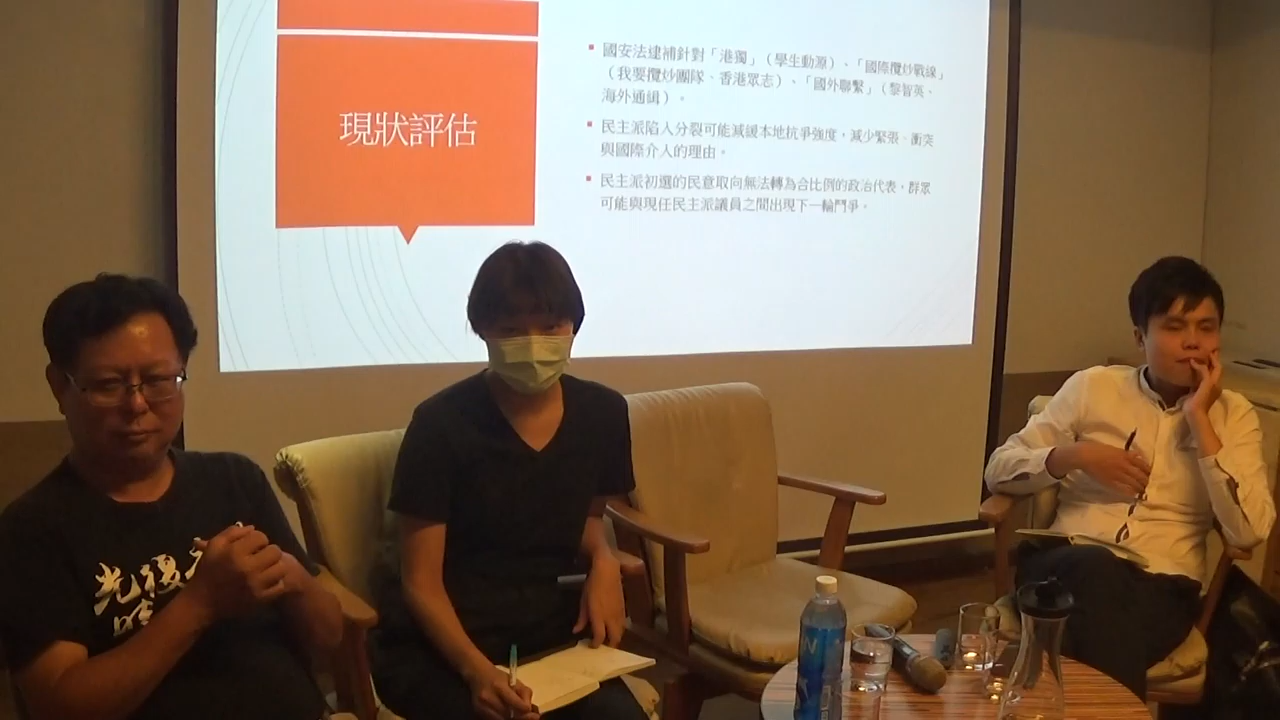 現狀評估
國安法逮補針對「港獨」（學生動源）、「國際攬炒戰線」
（我要攬炒團隊、香港眾志）、「國外聯繫」（黎智英、
海外通緝）。
民主派陷入分裂可能減緩本地抗爭強度，減少緊張、衝突
與國際介入的理由。
民主派初選的民意取向無法轉為合比例的政治代表、群眾
可能與現任民主派議員之間出現下一輪鬥爭。
光復